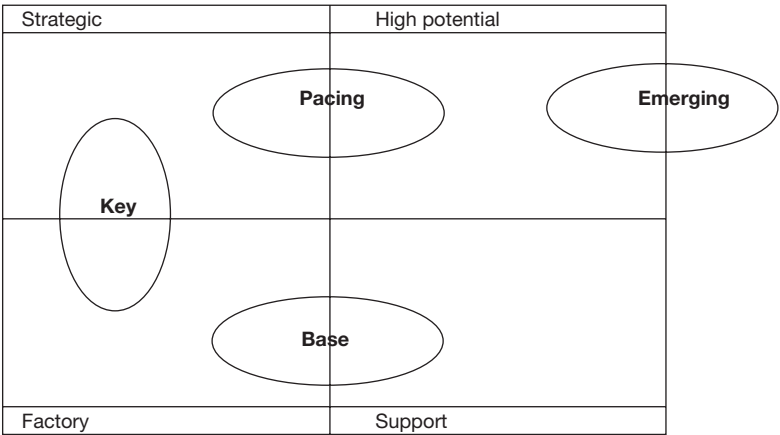 Strategic
High potential
Pacing
Emerging
Key
Base
Factory
Support